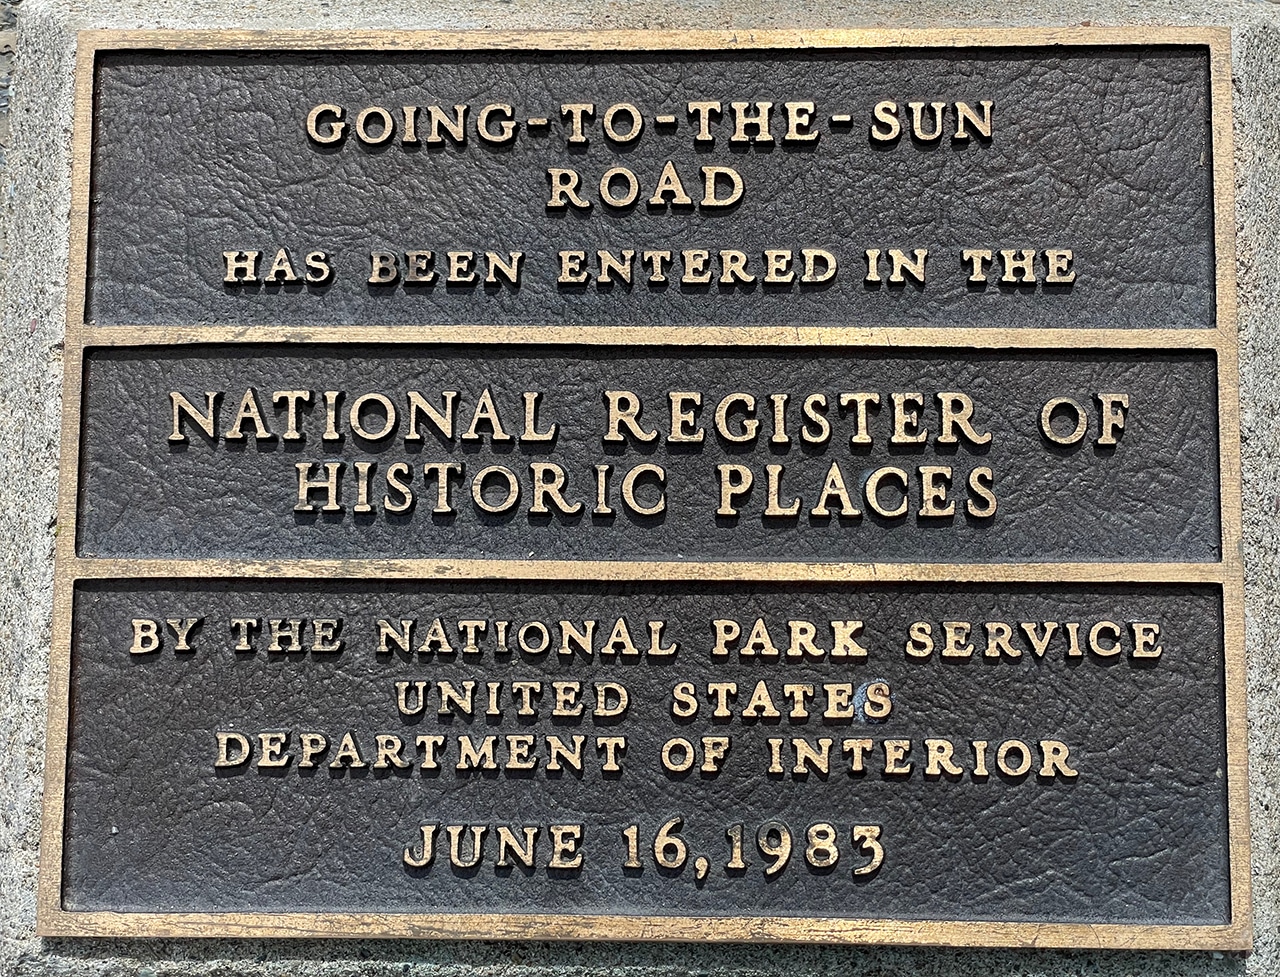 GOING-TO-THE-SUN
ROAD
HAS BEEN ENTERED IN THE
NATIONAL REGISTER OF
HISTORIC PLACES
BY THE NATIONAL PARK SERVICE
UNITED STATES
DEPARTMENT OF INTERIOR
JUNE 16, 1983